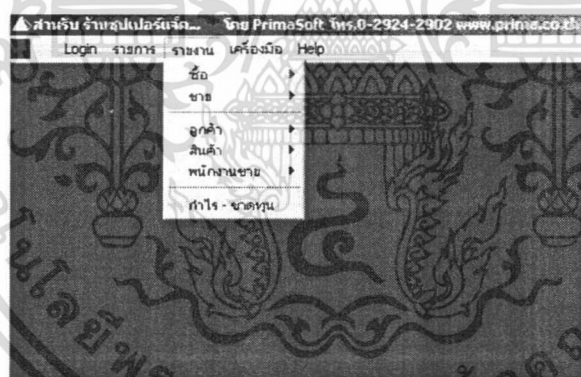 สำหรับ ร้านซุปเปอร์แจ๊ค... โดย PrimaSoft โทร.0-2924-2902 www.prima.co.th
Login รายการ รายงาน เครื่องมือ Help
ซื้อ
ขาย
ลูกค้า
สินค้า
พนักงานขาย
กำไร - ขาดทุน